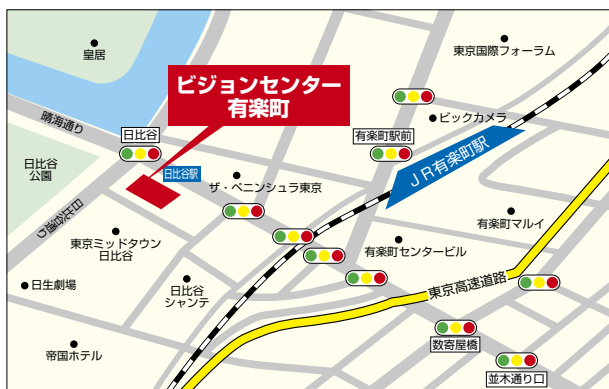 皇居
東京国際フォーラム
ビジョンセンター
有楽町
晴海通り
日比谷
有楽町駅前
ビックカメラ
日比谷
公園
日比谷駅
ザ・ペニンシュラ東京
JR有楽町駅
日比谷通り
東京ミッドタウン
日比谷
有楽町センタービル
有楽町マルイ
日生劇場
日比谷
シャンテ
東京高速道路
帝国ホテル
数寄屋橋
並木通り口